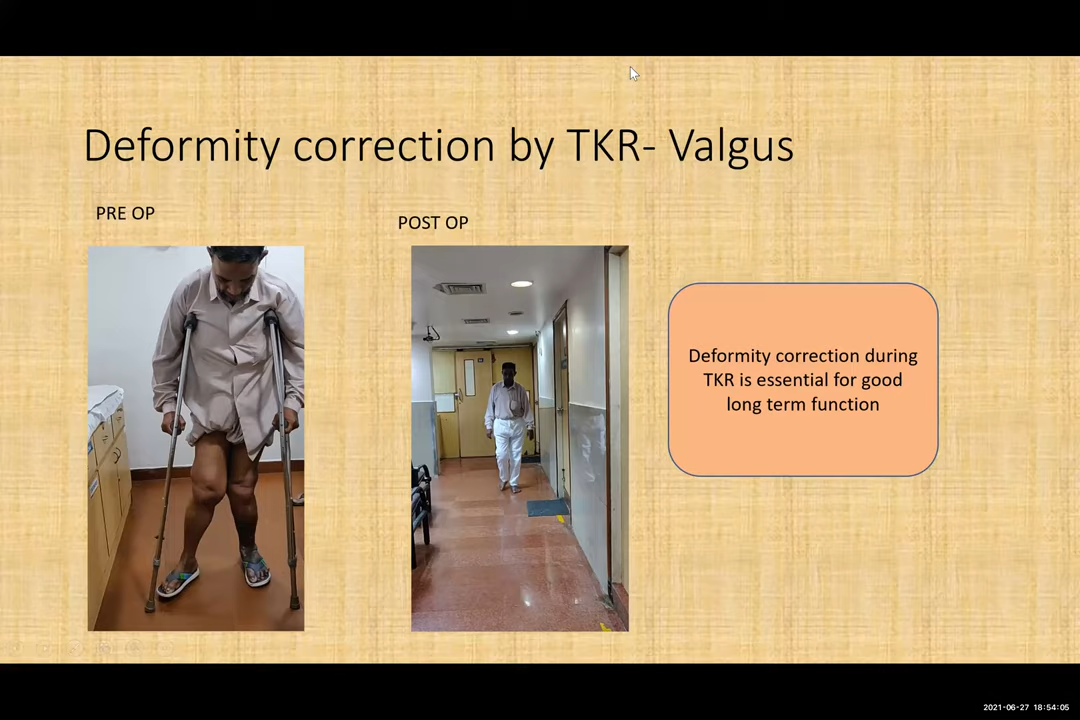 Deformity correction by TKR- Valgus
PRE OP
POST OP
Deformity correction during
TKR is essential for good
long term function
2021-06-27 18:54:05